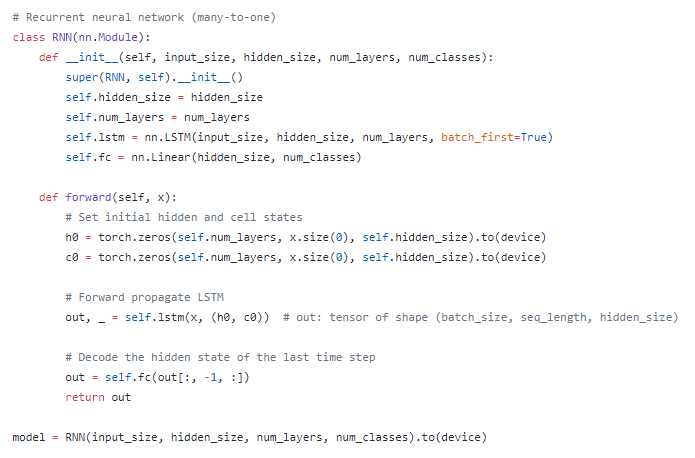 # Recurrent neural network (many-to-one)
class RNN(nn.Module):
    def __init__(self, input_size, hidden_size, num_layers, num_classes):
        super(RNN, self).__init__()
        self.hidden_size = hidden_size
        self.num_layers = num_layers
        self.lstm = nn.LSTM(input_size, hidden_size, num_layers, batch_first=True)
        self.fc = nn.Linear(hidden_size, num_classes)

    def forward(self, x):
        # Set initial hidden and cell states
        h0 = torch.zeros(self.num_layers, x.size(0), self.hidden_size).to(device)
        c0 = torch.zeros(self.num_layers, x.size(0), self.hidden_size).to(device)

        # Forward propagate LSTM
        out, _ = self.lstm(x, (h0, c0))  # out: tensor of shape (batch_size, seq_length, hidden_size)

        # Decode the hidden state of the last time step
        out = self.fc(out[:, -1, :])
        return out

model = RNN(input_size, hidden_size, num_layers, num_classes).to(device)